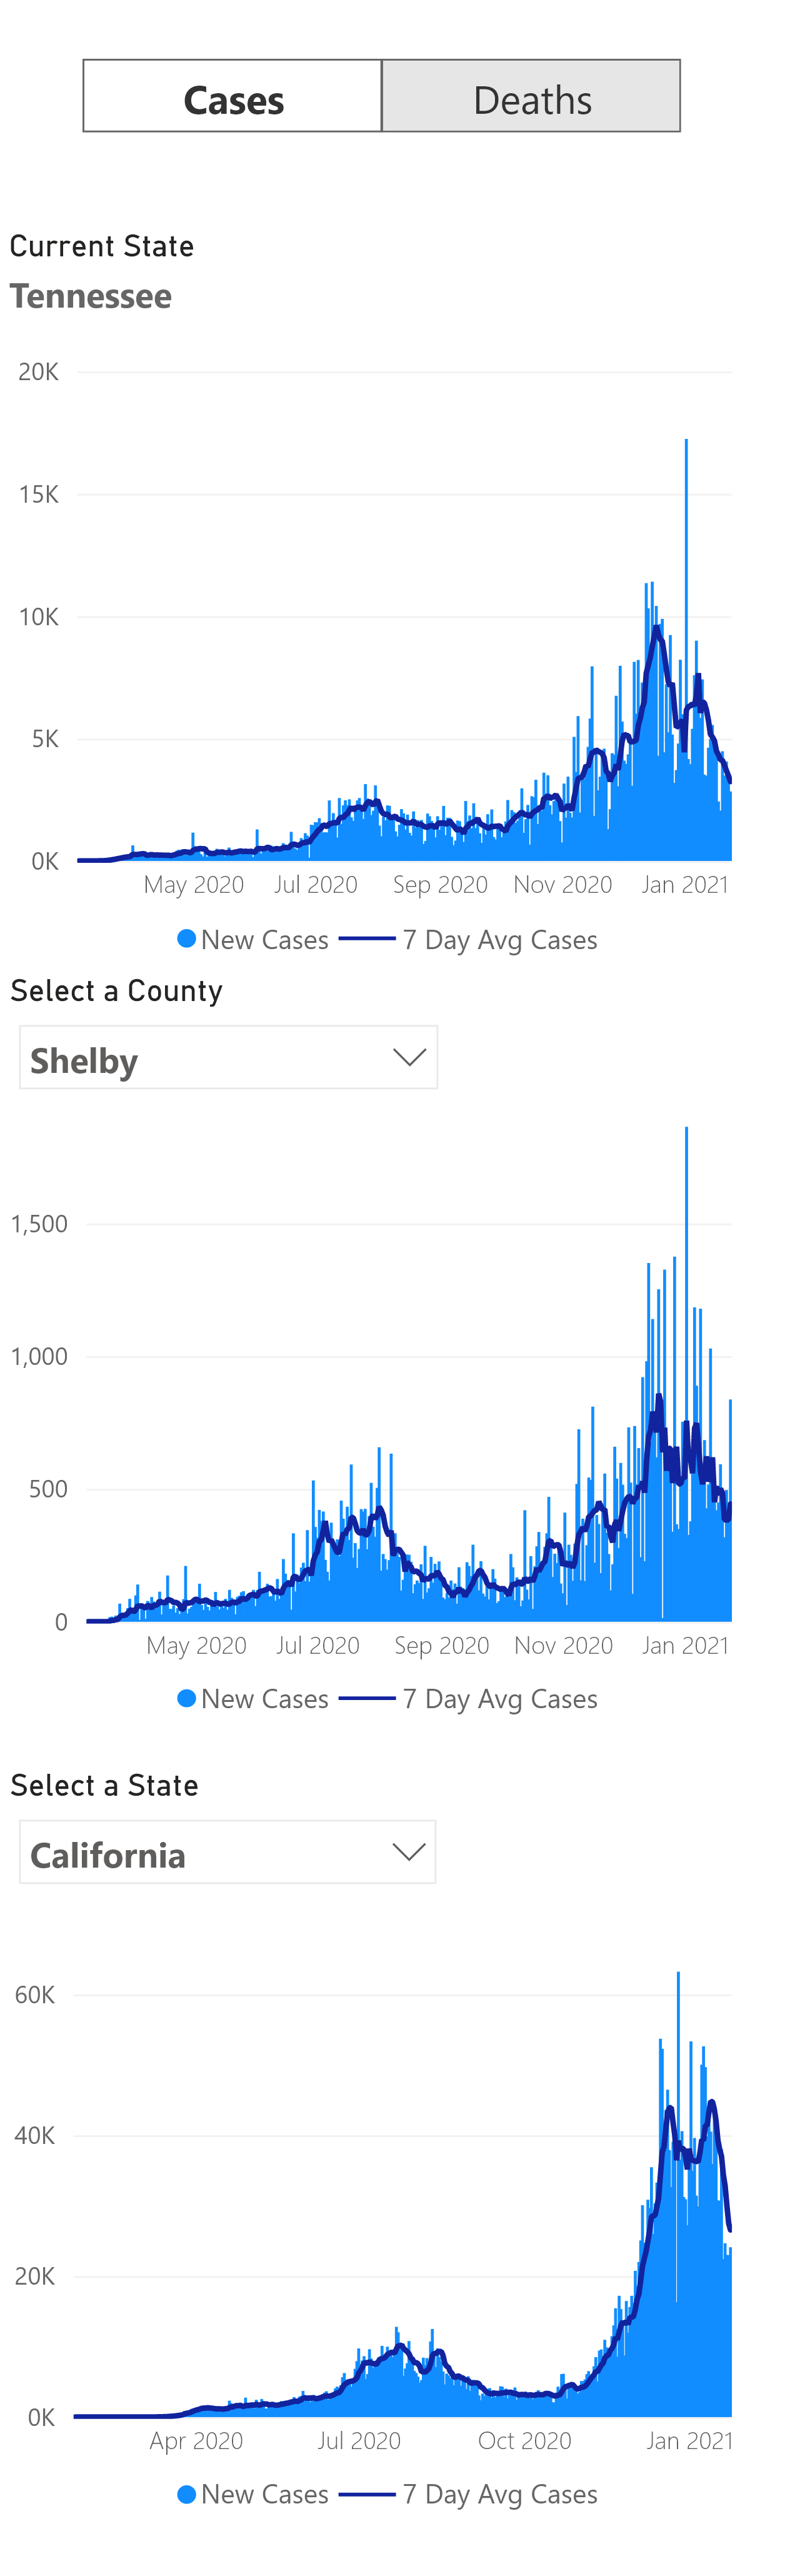 Cases Deaths
Current State
Tennessee
20K
15K
10K
5K
0K
May 2020 Jul 2020 Sep 2020 Nov 2020 Jan 2021
New Cases 7 Day Avg Cases
Select a County
Shelby
1,500
1,000
500
0
May 2020 Jul 2020 Sep 2020 Nov 2020 Jan 2021
New Cases 7 Day Avg Cases
Select a State
California
60K
40K
20K
0K
Apr 2020 Jul 2020 Oct 2020 Jan 2021
New Cases 7 Day Avg Cases